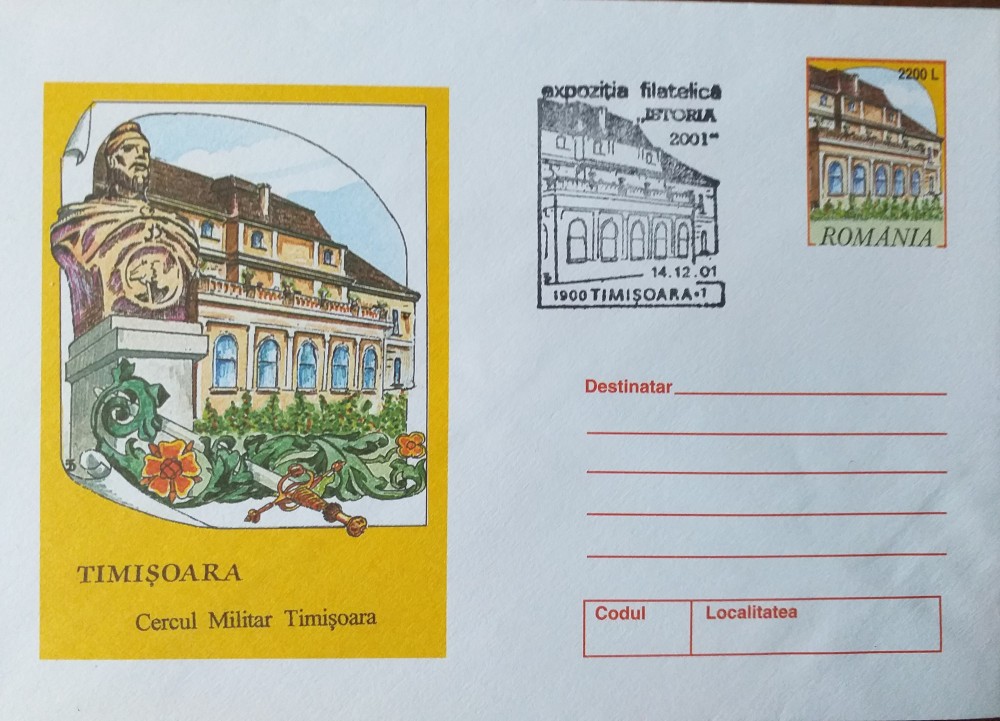 expoziția filatelică
„ISTORIA
2001“
14.12.01
1900 TIMIȘOARA•1
2200 L
ROMÂNIA
Destinatar
Codul
Localitatea
TIMIȘOARA
Cercul Militar Timișoara